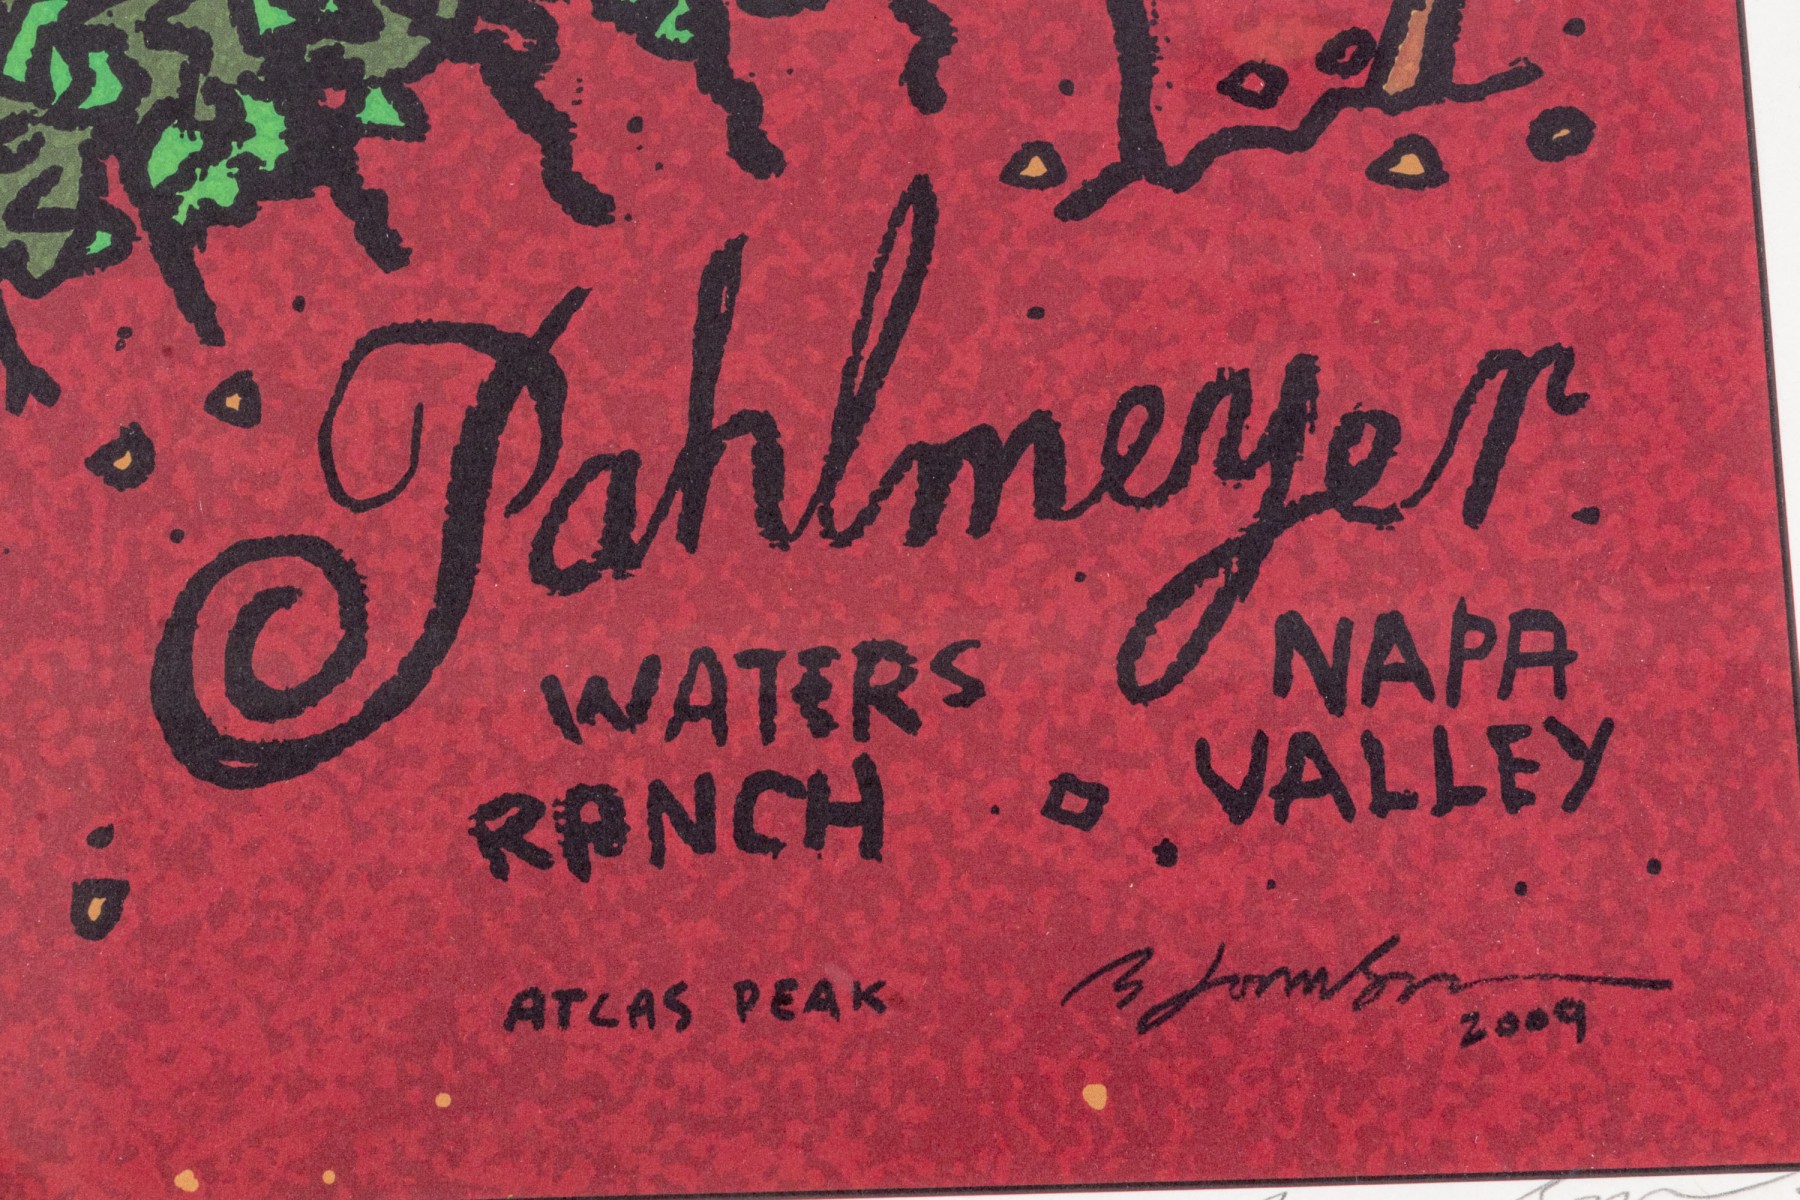 Pahlmeyer
WATERS
RANCH
NAPA
VALLEY
ATLAS PEAK
2009